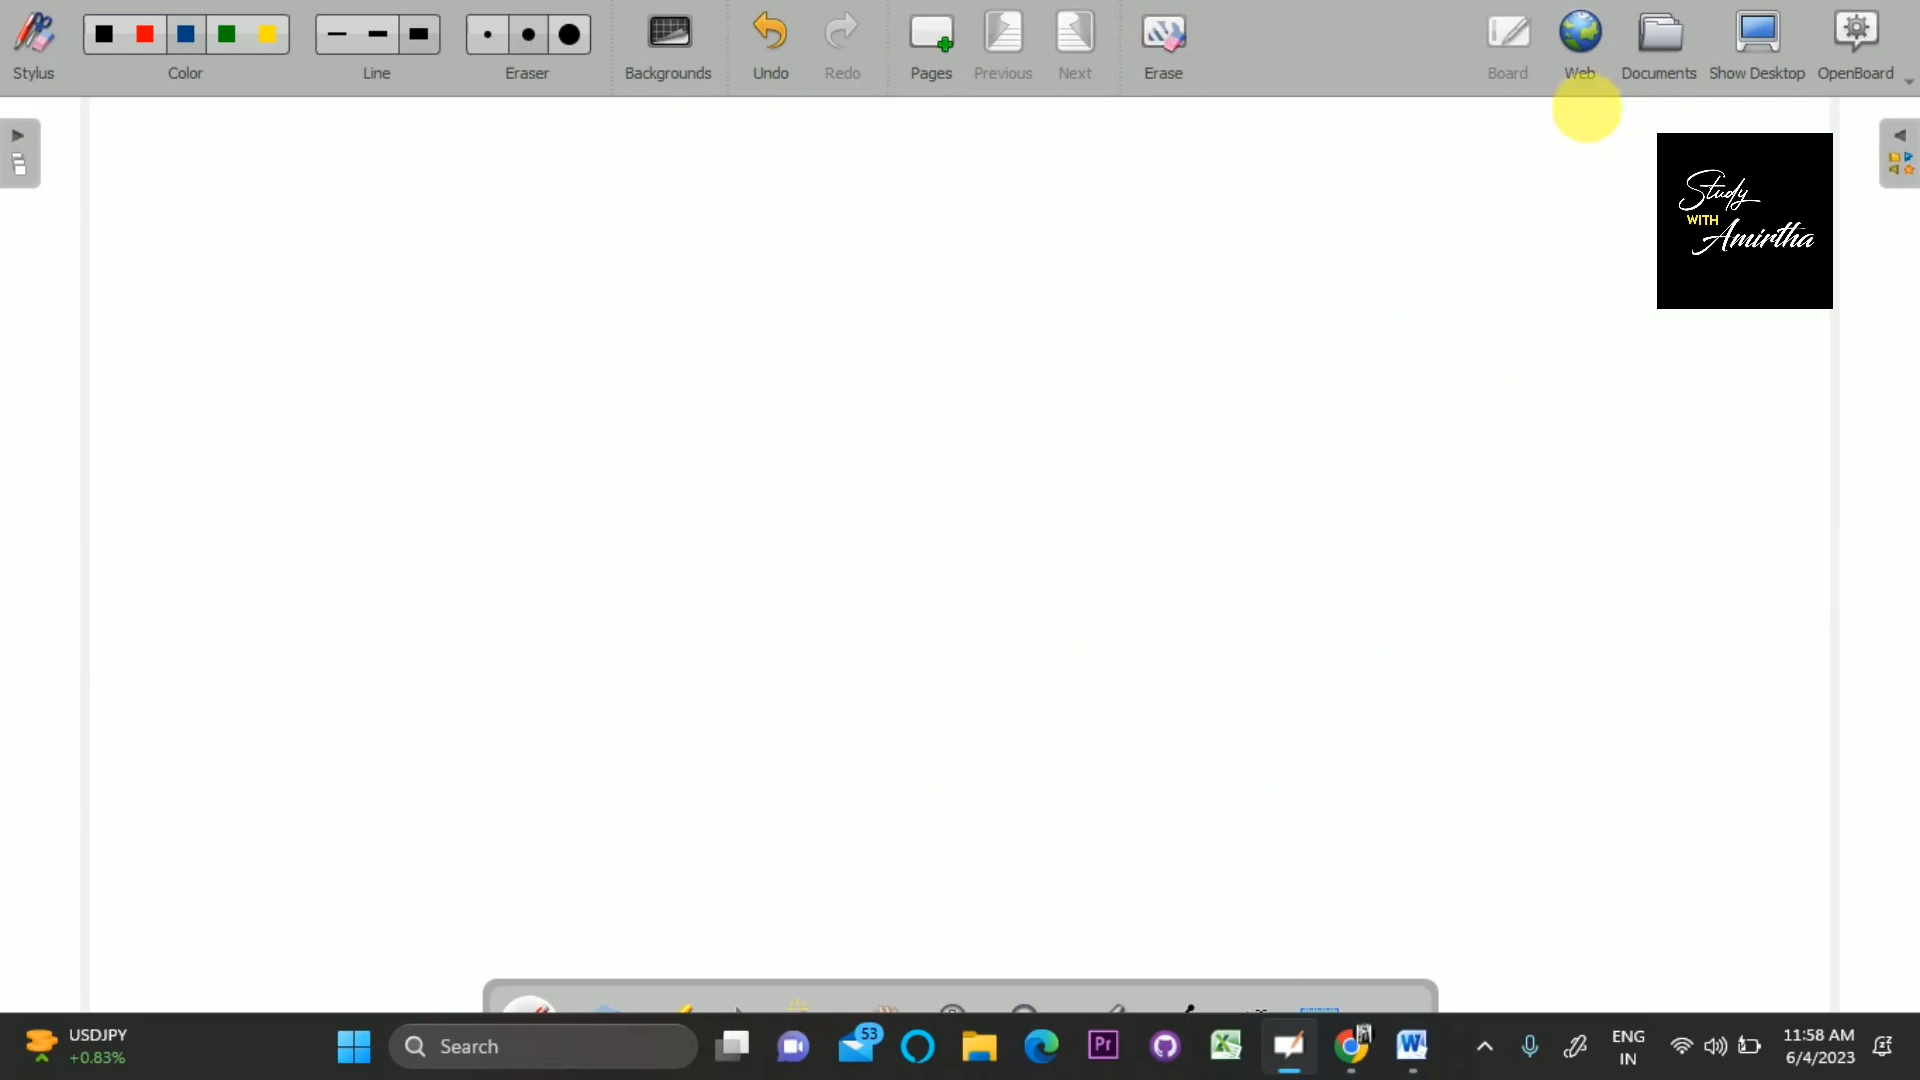 Stylus
Color
Line
Eraser
Backgrounds
Undo
Redo
Pages
Previous
Next
Erase
Board
Web
Documents
Show Desktop
OpenBoard
Study
WITH
Amirtha
USDJPY
+0.83%
Search
53
Pr
W
ENG
IN
11:58 AM
6/4/2023